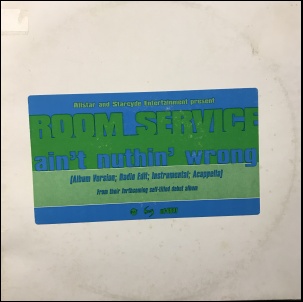 Allstar and Starcyde Entertainment present
ROOM SERVICE
ain't nuthin' wrong
(Album Version; Radio Edit; Instrumental; Acappella)
from their forthcoming self-titled debut album